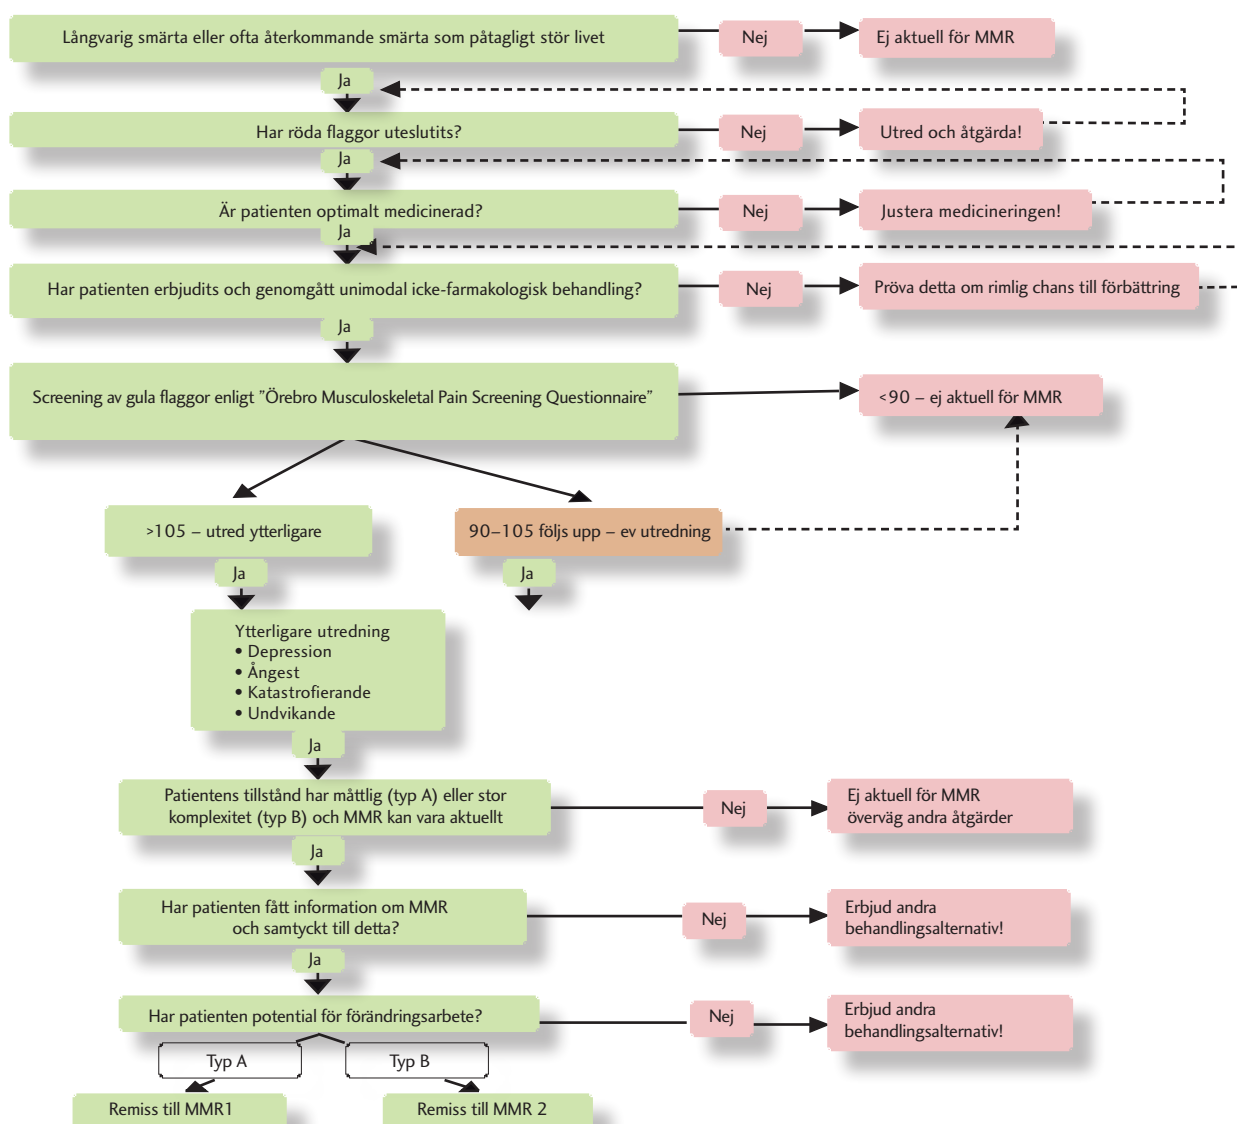 Långvarig smärta eller ofta återkommande smärta som påtagligt stör livet
Nej
Ej aktuell för MMR
Ja
Har röda flaggor uteslutits?
Nej
Utred och åtgärda!
Ja
Är patienten optimalt medicinerad?
Nej
Justera medicineringen!
Ja
Har patienten erbjudits och genomgått unimodal icke-farmakologisk behandling?
Nej
Pröva detta om rimlig chans till förbättring
Ja
Screening av gula flaggor enligt ”Örebro Musculoskeletal Pain Screening Questionnaire”
<90 – ej aktuell för MMR
>105 – utred ytterligare
90–105 följs upp – ev utredning
Ja
Ja
Ytterligare utredning
• Depression
• Ångest
• Katastrofierande
• Undvikande
Ja
Patientens tillstånd har måttlig (typ A) eller stor
komplexitet (typ B) och MMR kan vara aktuellt
Nej
Ej aktuell för MMR
överväg andra åtgärder
Ja
Har patienten fått information om MMR
och samtyckt till detta?
Nej
Erbjud andra
behandlingsalternativ!
Ja
Har patienten potential för förändringsarbete?
Nej
Erbjud andra
behandlingsalternativ!
Typ A
Typ B
Remiss till MMR1
Remiss till MMR 2